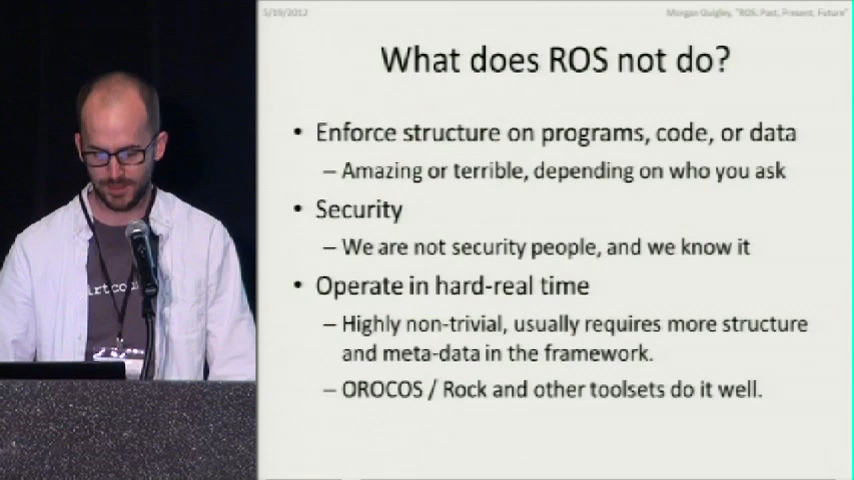 5/19/2012
Morgan Quigley, "ROS: Past, Present, Future"
What does ROS not do?
• Enforce structure on programs, code, or data
– Amazing or terrible, depending on who you ask
• Security
– We are not security people, and we know it
• Operate in hard-real time
– Highly non-trivial, usually requires more structure
and meta-data in the framework.
– OROCOS / Rock and other toolsets do it well.